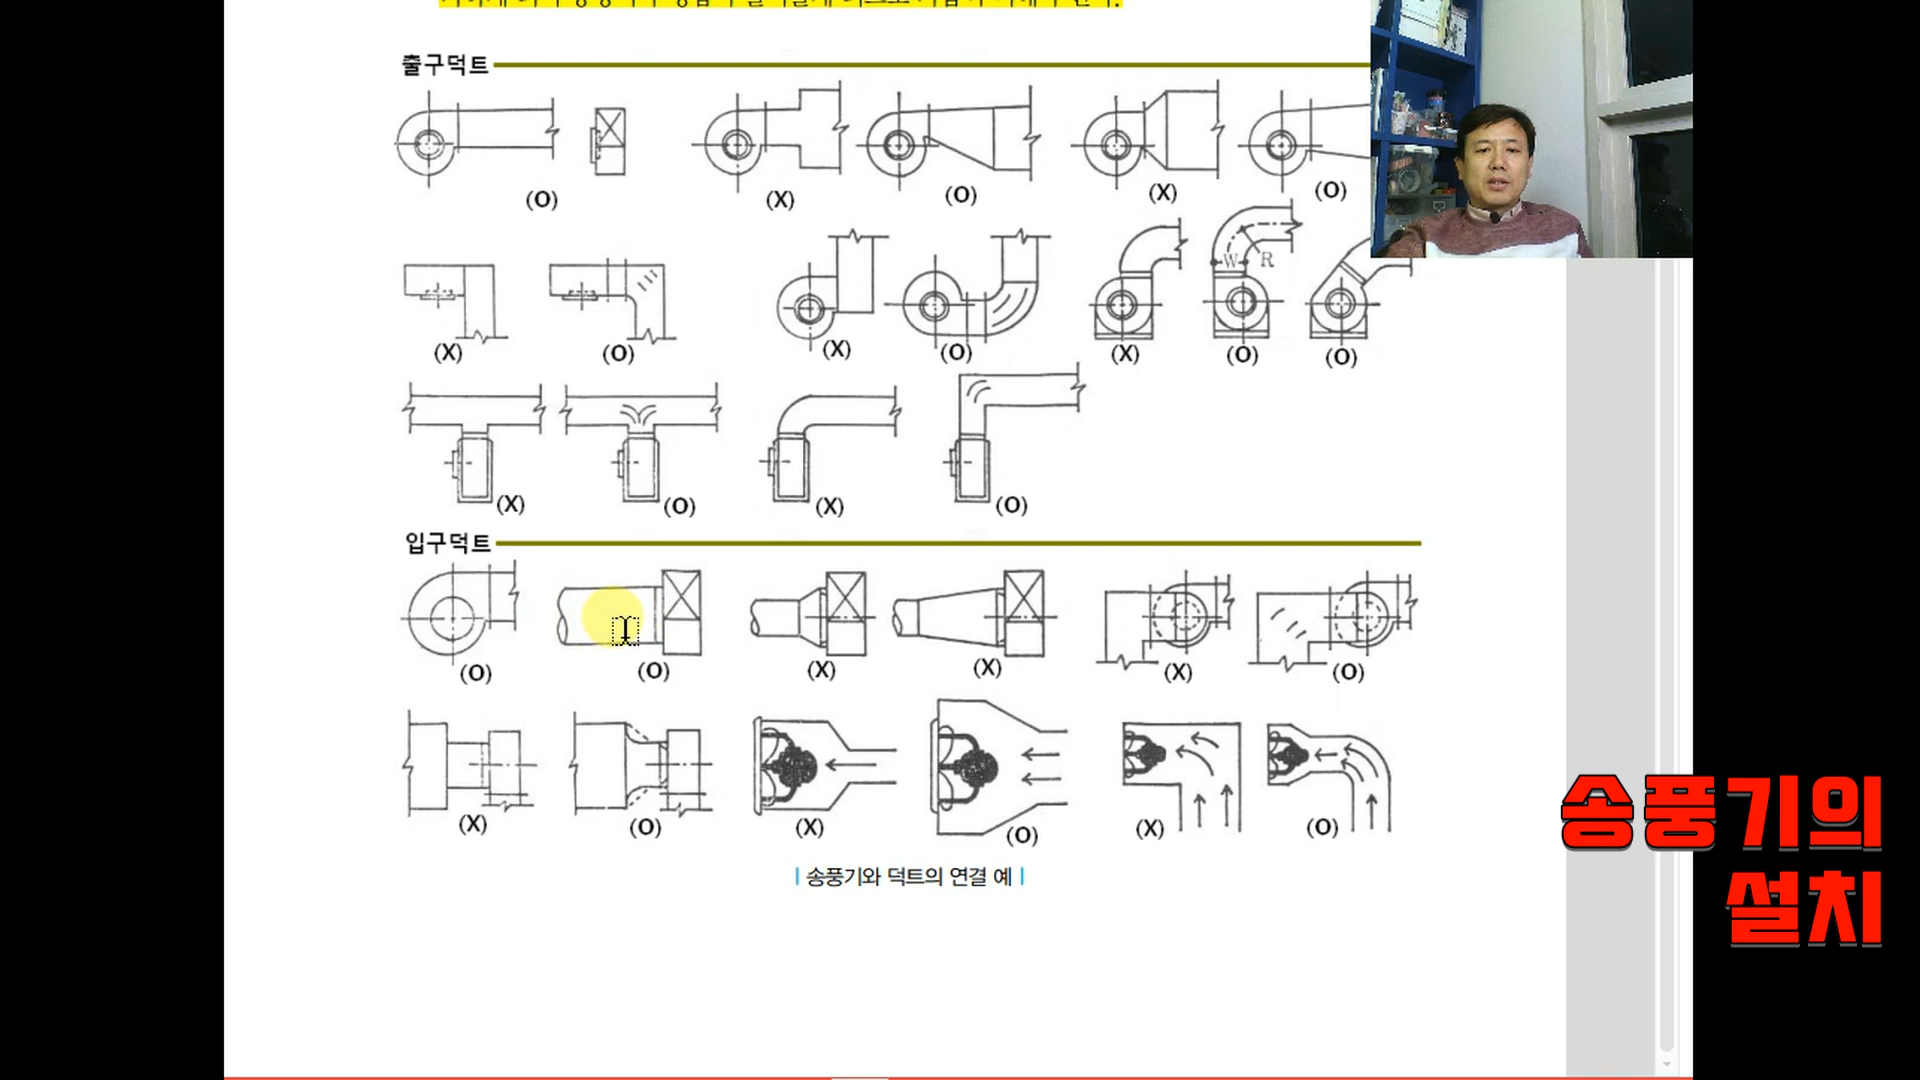 출구덕트
(O) (X) (O) (X) (O)
W R
(X) (O) (X) (O) (X) (O) (O)
(X) (O) (X) (O)
입구덕트
(O) (O) (X) (X) (X) (O)
(X) (O) (X) (O) (X) (O)
| 송풍기와 덕트의 연결 예 |
송풍기의
설치